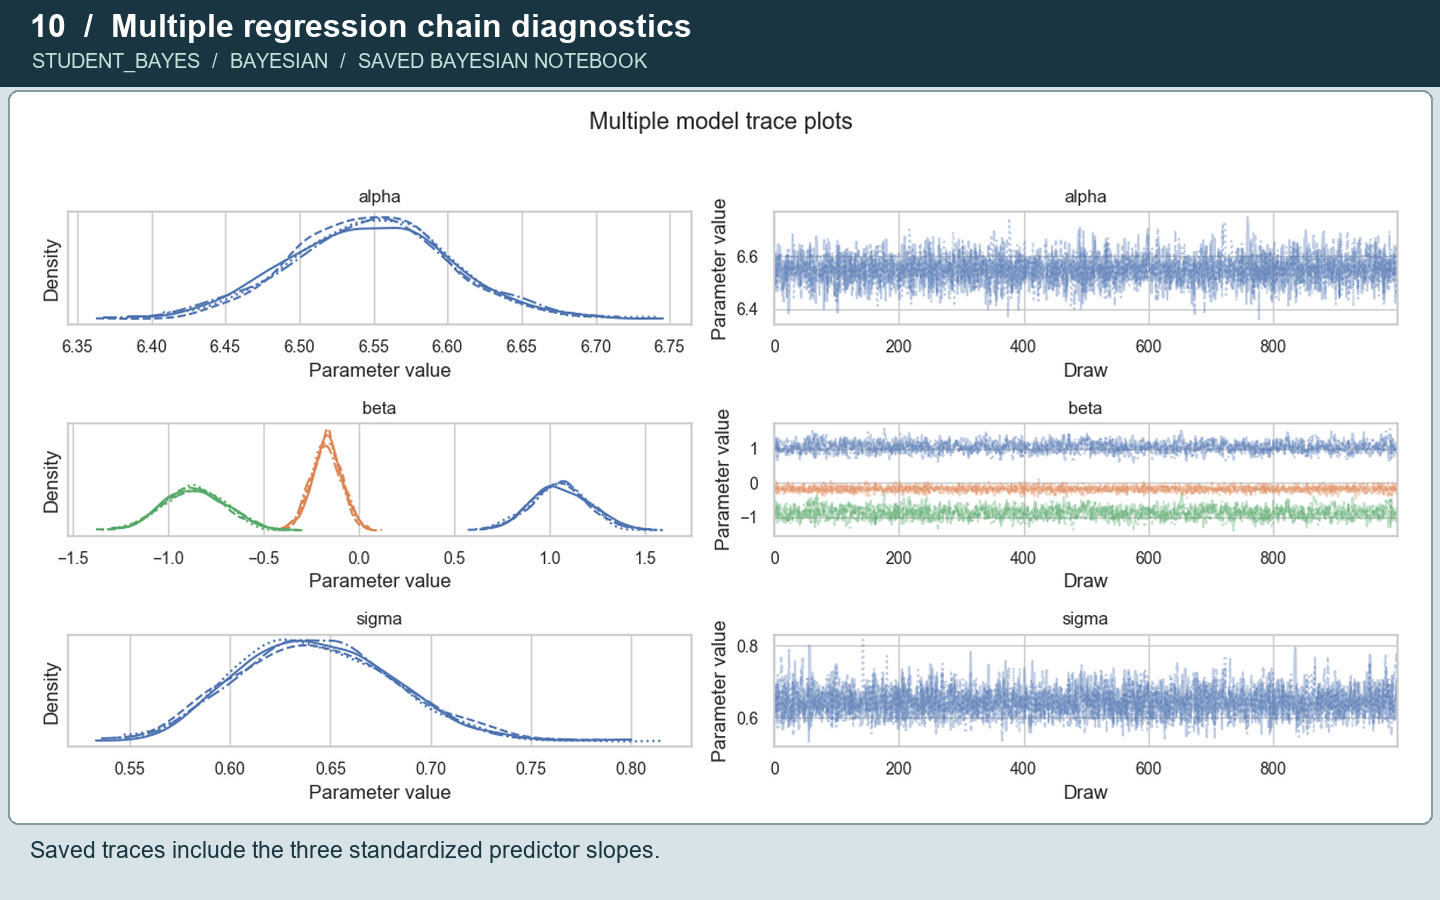 10 / Multiple regression chain diagnostics
STUDENT_BAYES / BAYESIAN / SAVED BAYESIAN NOTEBOOK
Multiple model trace plots
alpha
Density
6.35 6.40 6.45 6.50 6.55 6.60 6.65 6.70 6.75
Parameter value
alpha
Parameter value
6.6
6.4
0 200 400 600 800
Draw
beta
Density
−1.5 −1.0 −0.5 0.0 0.5 1.0 1.5
Parameter value
beta
Parameter value
1
0
−1
0 200 400 600 800
Draw
sigma
Density
0.55 0.60 0.65 0.70 0.75 0.80
Parameter value
sigma
Parameter value
0.8
0.6
0 200 400 600 800
Draw
Saved traces include the three standardized predictor slopes.